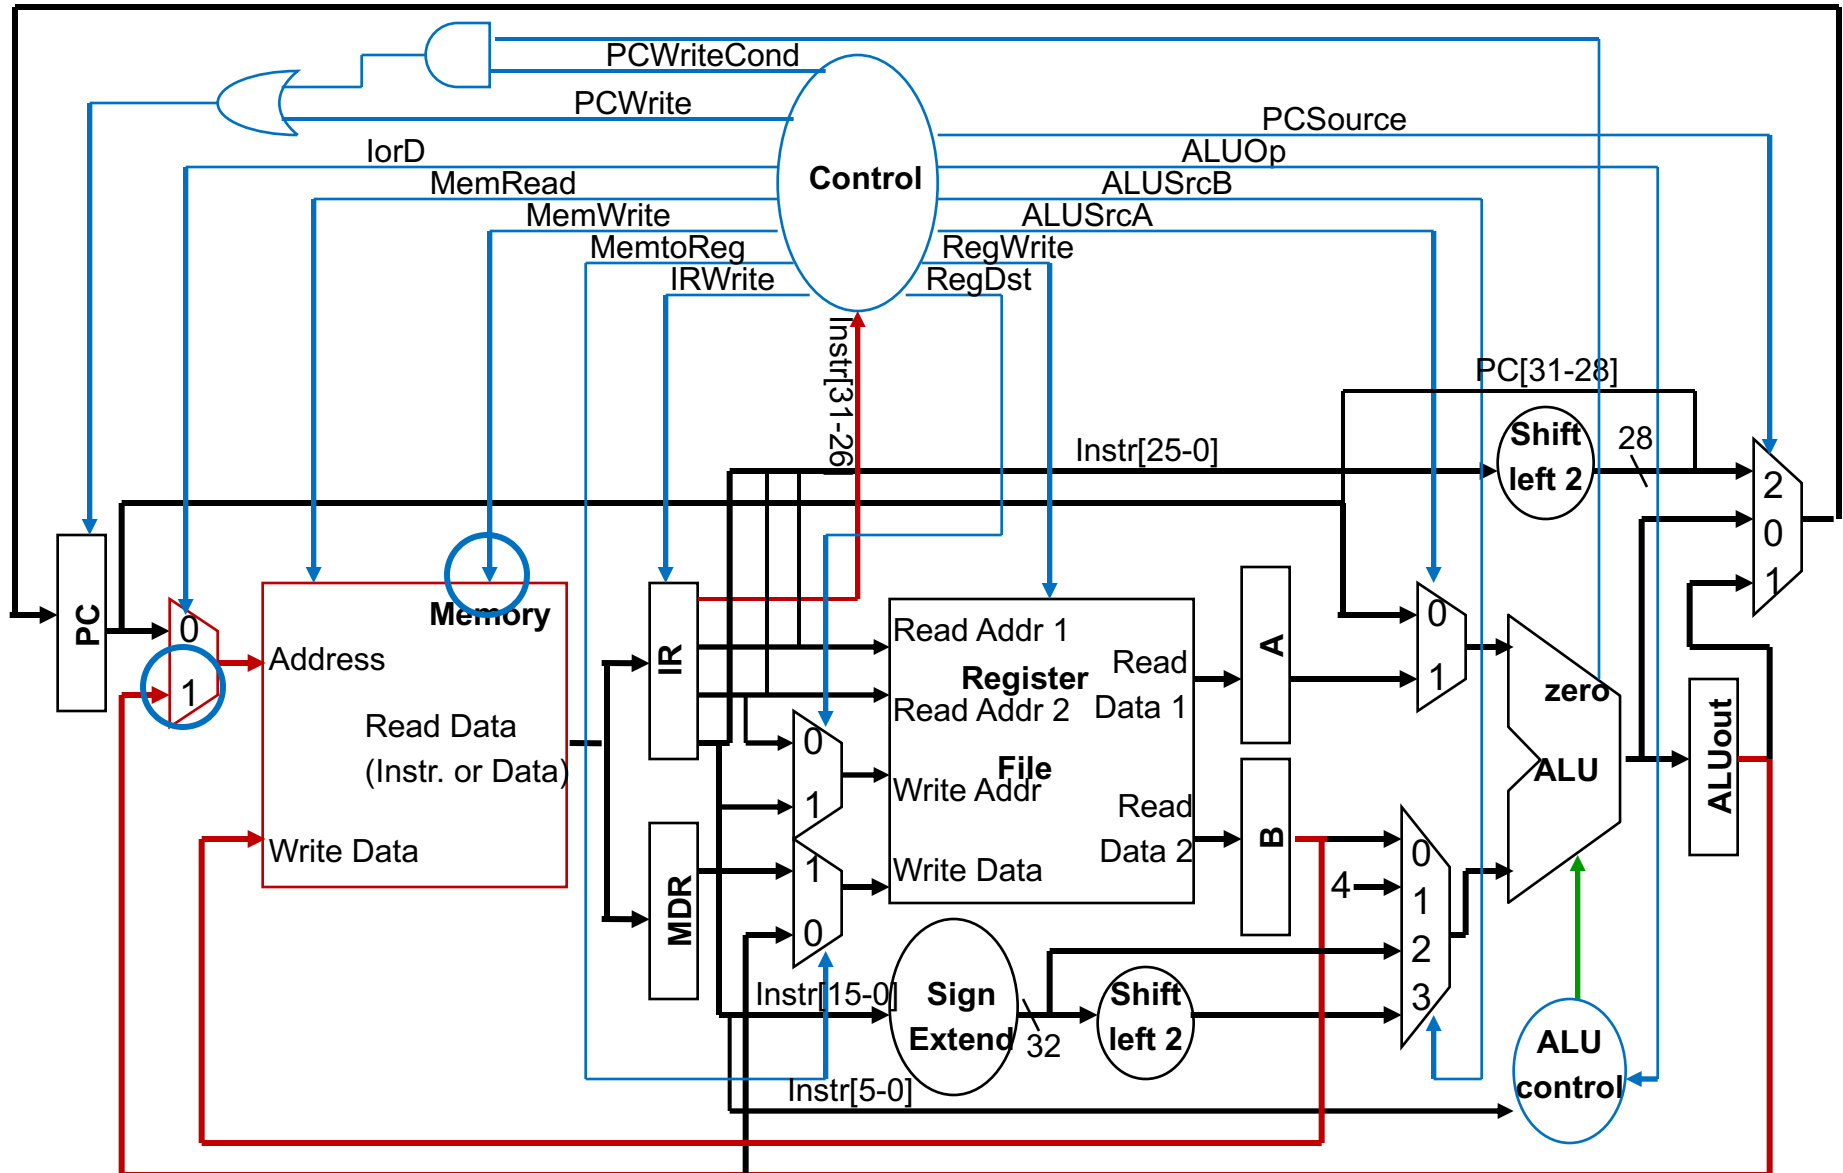 PCWriteCond
PCWrite
PCSource
IorD
ALUOp
MemRead
Control
ALUSrcB
MemWrite
ALUSrcA
MemtoReg
RegWrite
IRWrite
RegDst
Instr[31-26]
PC[31-28]
Instr[25-0]
Shift
left 2
28
2
0
1
PC
0
1
Memory
Address
Read Data
(Instr. or Data)
Write Data
IR
MDR
0
1
1
0
Read Addr 1
Register
Read Addr 2
File
Write Addr
Write Data
Read
Data 1
Read
Data 2
A
B
0
1
zero
ALU
ALUout
4
0
1
2
3
Instr[15-0]
Sign
Extend
32
Shift
left 2
ALU
control
Instr[5-0]